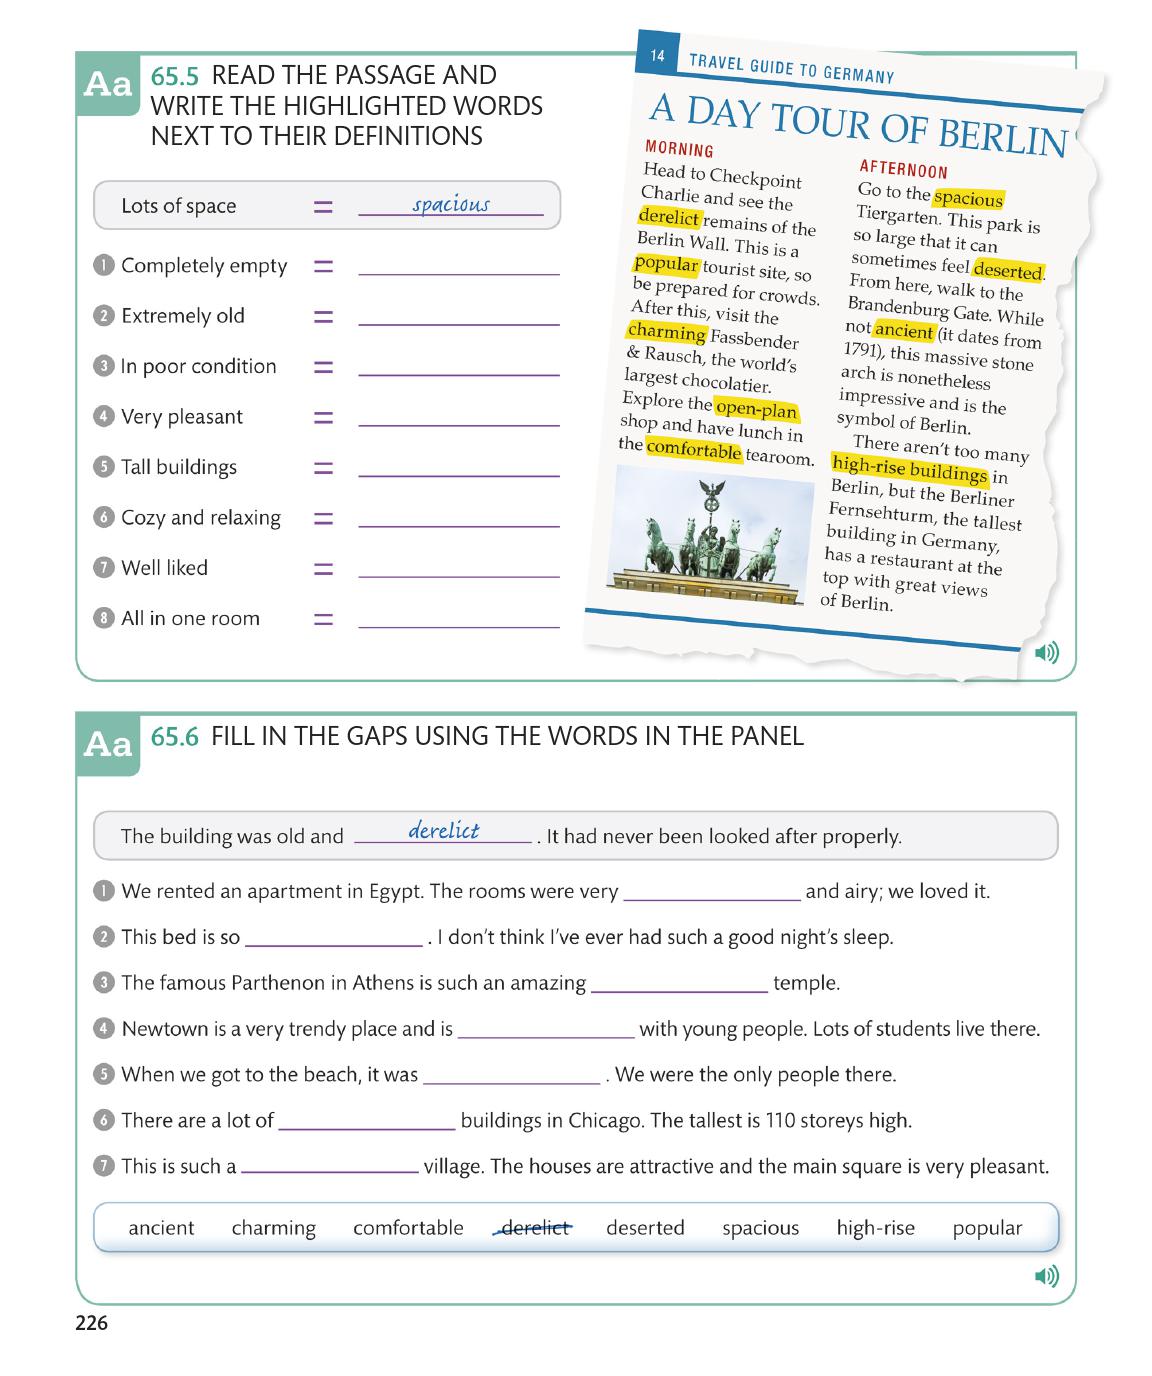 Aa 65.5 READ THE PASSAGE AND
WRITE THE HIGHLIGHTED WORDS
NEXT TO THEIR DEFINITIONS
Lots of space = spacious
1 Completely empty =
2 Extremely old =
3 In poor condition =
4 Very pleasant =
5 Tall buildings =
6 Cozy and relaxing =
7 Well liked =
8 All in one room =
14 TRAVEL GUIDE TO GERMANY
A DAY TOUR OF BERLIN
MORNING
Head to Checkpoint
Charlie and see the
derelict remains of the
Berlin Wall. This is a
popular tourist site, so
be prepared for crowds.
After this, visit the
charming Fassbender
& Rausch, the world's
largest chocolatier.
Explore the open-plan
shop and have lunch in
the comfortable tearoom.
AFTERNOON
Go to the spacious
Tiergarten. This park is
so large that it can
sometimes feel deserted.
From here, walk to the
Brandenburg Gate. While
not ancient (it dates from
1791), this massive stone
arch is nonetheless
impressive and is the
symbol of Berlin.
There aren't too many
high-rise buildings in
Berlin, but the Berliner
Fernsehturm, the tallest
building in Germany,
has a restaurant at the
top with great views
of Berlin.
Aa 65.6 FILL IN THE GAPS USING THE WORDS IN THE PANEL
The building was old and derelict . It had never been looked after properly.
1 We rented an apartment in Egypt. The rooms were very and airy; we loved it.
2 This bed is so . I don't think I've ever had such a good night's sleep.
3 The famous Parthenon in Athens is such an amazing temple.
4 Newtown is a very trendy place and is with young people. Lots of students live there.
5 When we got to the beach, it was . We were the only people there.
6 There are a lot of buildings in Chicago. The tallest is 110 storeys high.
7 This is such a village. The houses are attractive and the main square is very pleasant.
ancient charming comfortable derelict deserted spacious high-rise popular
226